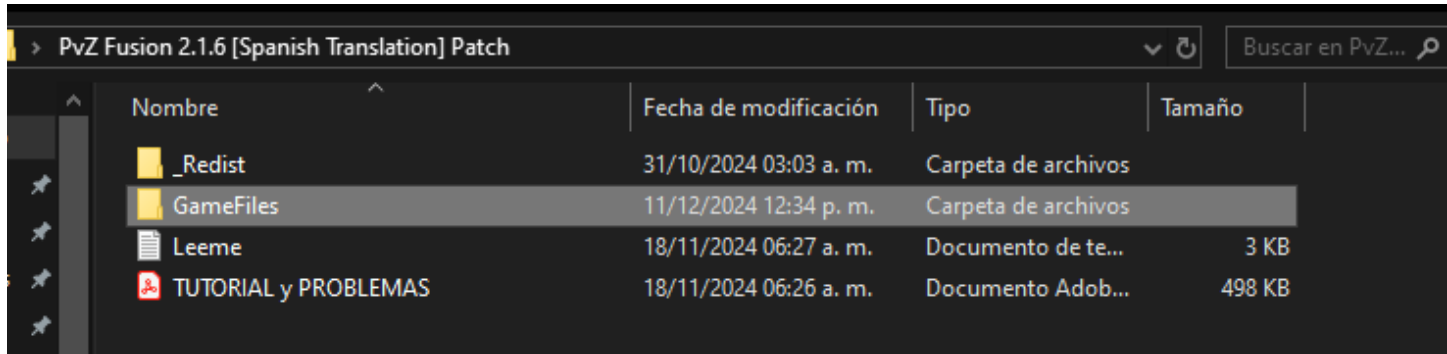 PvZ Fusion 2.1.6 [Spanish Translation] Patch Buscar en PvZ...
Nombre Fecha de modificación Tipo Tamaño
_Redist 31/10/2024 03:03 a. m. Carpeta de archivos
GameFiles 11/12/2024 12:34 p. m. Carpeta de archivos
Leeme 18/11/2024 06:27 a. m. Documento de te... 3 KB
TUTORIAL y PROBLEMAS 18/11/2024 06:26 a. m. Documento Adob... 498 KB